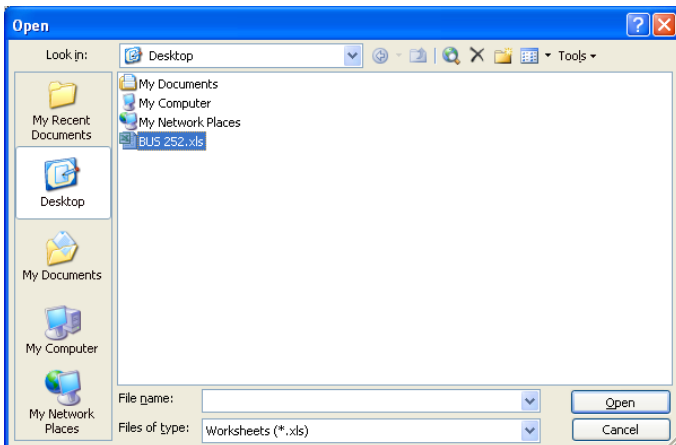 Open
Look in:
Desktop
Tools
My Recent
Documents
Desktop
My Documents
My Computer
My Network
Places
My Documents
My Computer
My Network Places
BUS 252.xls
File name:
Open
Files of type:
Worksheets (*.xls)
Cancel